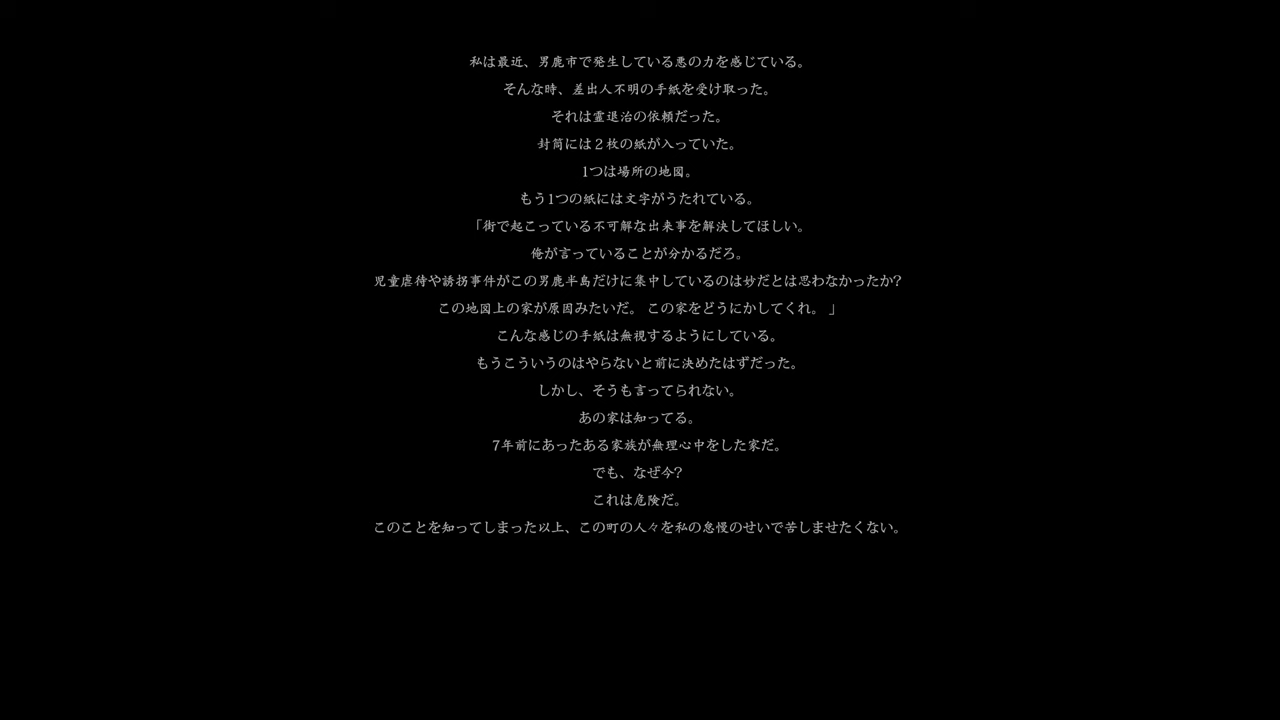 私は最近、男鹿市で発生している悪の力を感じている。
そんな時、差出人不明の手紙を受け取った。
それは霊退治の依頼だった。
封筒には２枚の紙が入っていた。
1つは場所の地図。
もう1つの紙には文字がうたれている。
「街で起こっている不可解な出来事を解決してほしい。
俺が言っていることが分かるだろ。
児童虐待や誘拐事件がこの男鹿半島だけに集中しているのは妙だとは思わなかったか?
この地図上の家が原因みたいだ。 この家をどうにかしてくれ。 」
こんな感じの手紙は無視するようにしている。
もうこういうのはやらないと前に決めたはずだった。
しかし、そうも言ってられない。
あの家は知ってる。
7年前にあったある家族が無理心中をした家だ。
でも、なぜ今?
これは危険だ。
このことを知ってしまった以上、この町の人々を私の怠慢のせいで苦しませたくない。